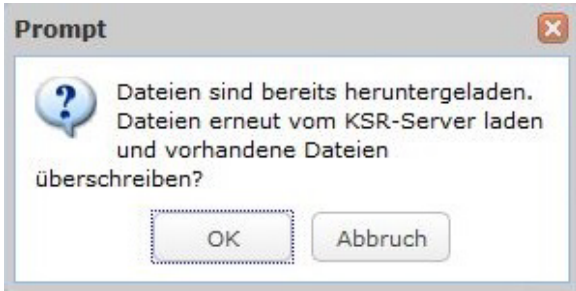 Prompt
Dateien sind bereits heruntergeladen.
Dateien erneut vom KSR-Server laden
und vorhandene Dateien
überschreiben?
OK
Abbruch